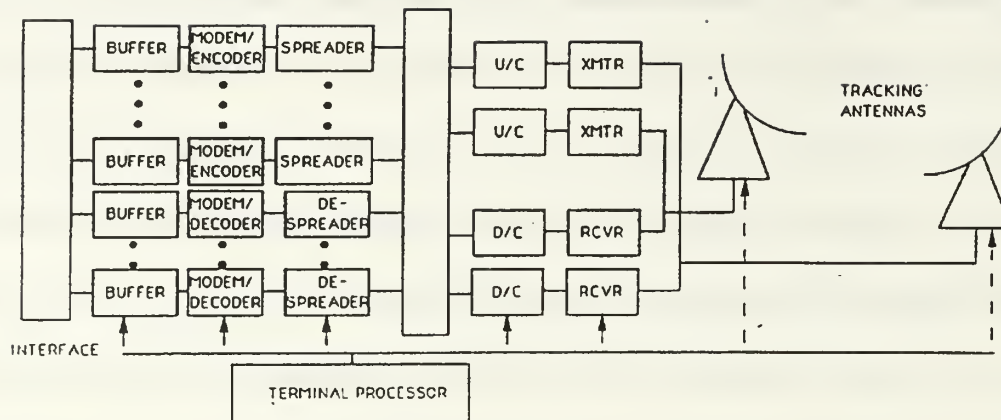 BUFFER
MODEM/
ENCODER
SPREADER
BUFFER
MODEM/
ENCODER
SPREADER
BUFFER
MODEM/
DECODER
DE-
SPREADER
BUFFER
MODEM/
DECODER
DE-
SPREADER
U/C
XMTR
U/C
XMTR
D/C
RCVR
D/C
RCVR
TRACKING
ANTENNAS
INTERFACE
TERMINAL PROCESSOR